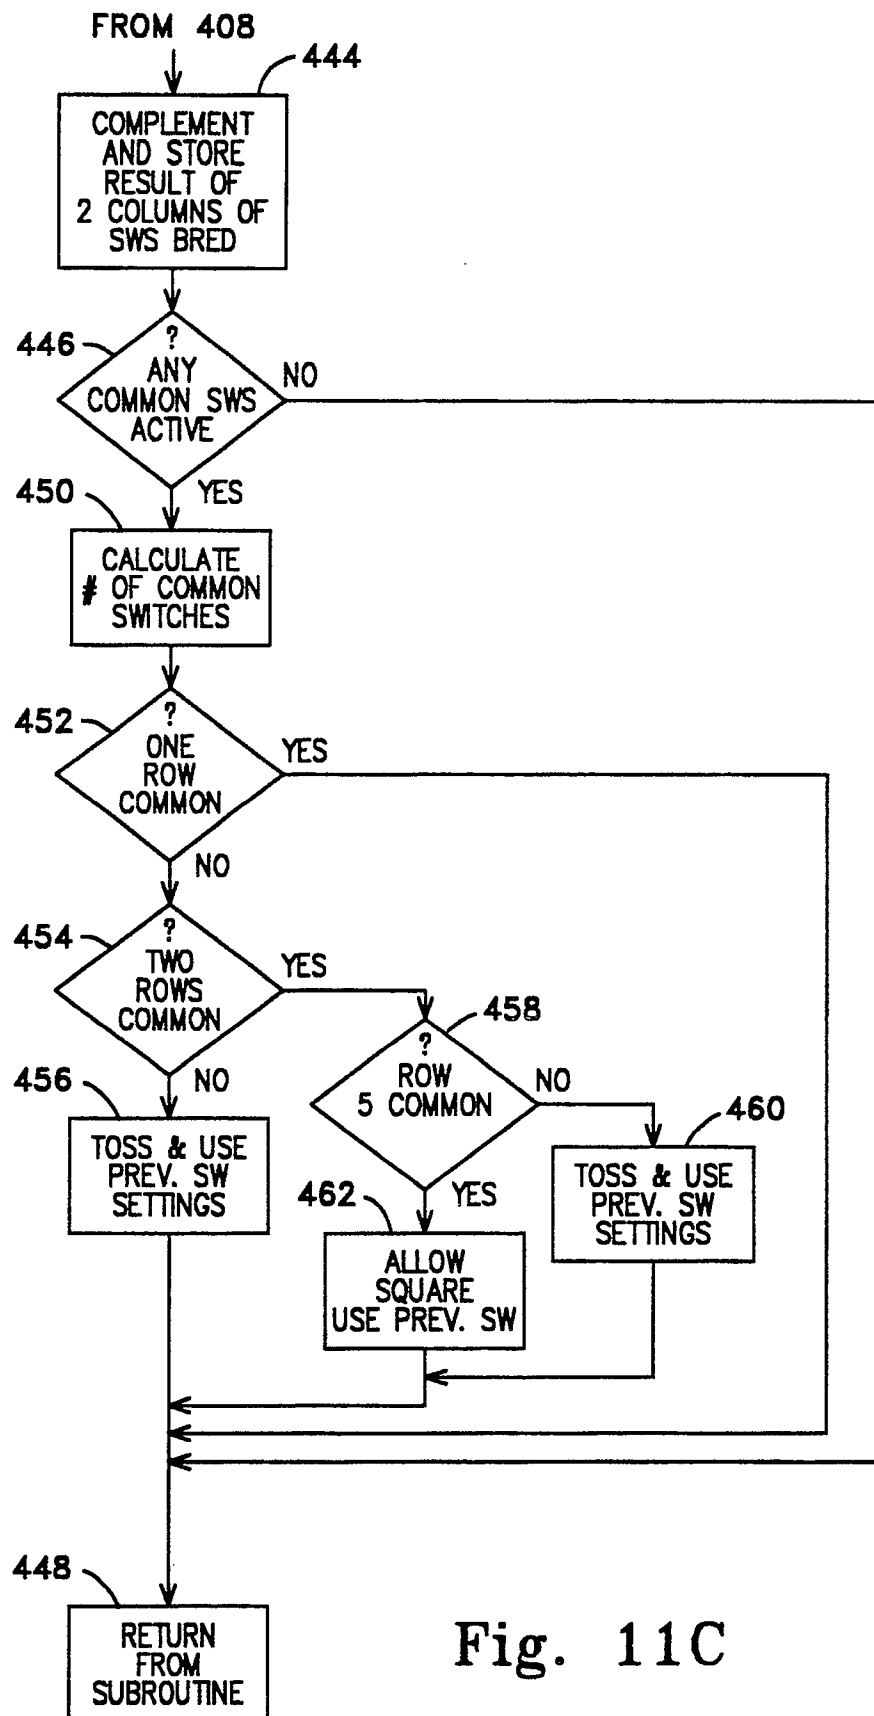 FROM 408
444
COMPLEMENT
AND STORE
RESULT OF
2 COLUMNS OF
SWS BRED
446
?
ANY
COMMON SWS
ACTIVE
NO
YES
450
CALCULATE
# OF COMMON
SWITCHES
452
?
ONE
ROW
COMMON
YES
NO
454
?
TWO
ROWS
COMMON
YES
NO
458
?
ROW
5 COMMON
NO
YES
456
TOSS & USE
PREV. SW
SETTINGS
460
TOSS & USE
PREV. SW
SETTINGS
462
ALLOW
SQUARE
USE PREV. SW
448
RETURN
FROM
SUBROUTINE
Fig. 11C